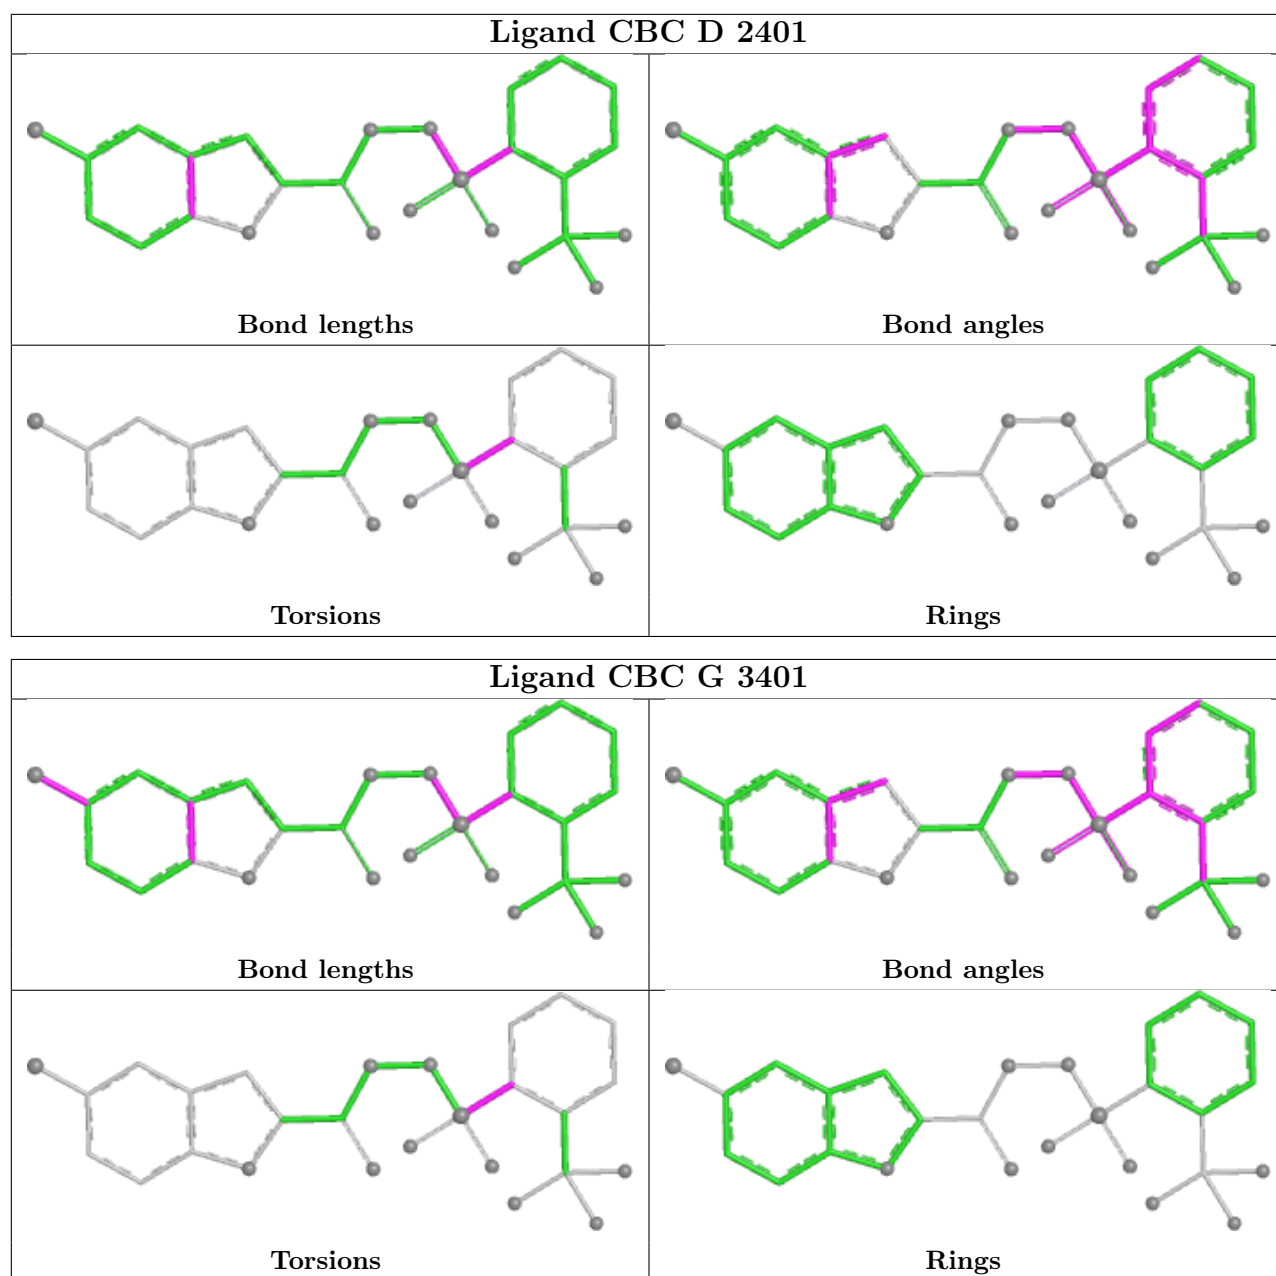 Ligand CBC D 2401
Bond lengths
Bond angles
Torsions
Rings
Ligand CBC G 3401
Bond lengths
Bond angles
Torsions
Rings